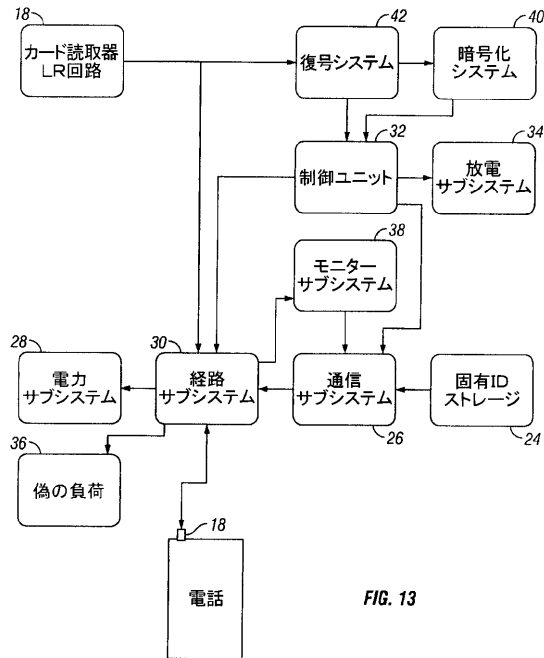 18
カード読取器
LR回路
42
復号システム
40
暗号化
システム
32
制御ユニット
34
放電
サブシステム
38
モニター
サブシステム
28
電力
サブシステム
30
経路
サブシステム
通信
サブシステム
26
固有ID
ストレージ
24
36
偽の負荷
18
電話
FIG. 13